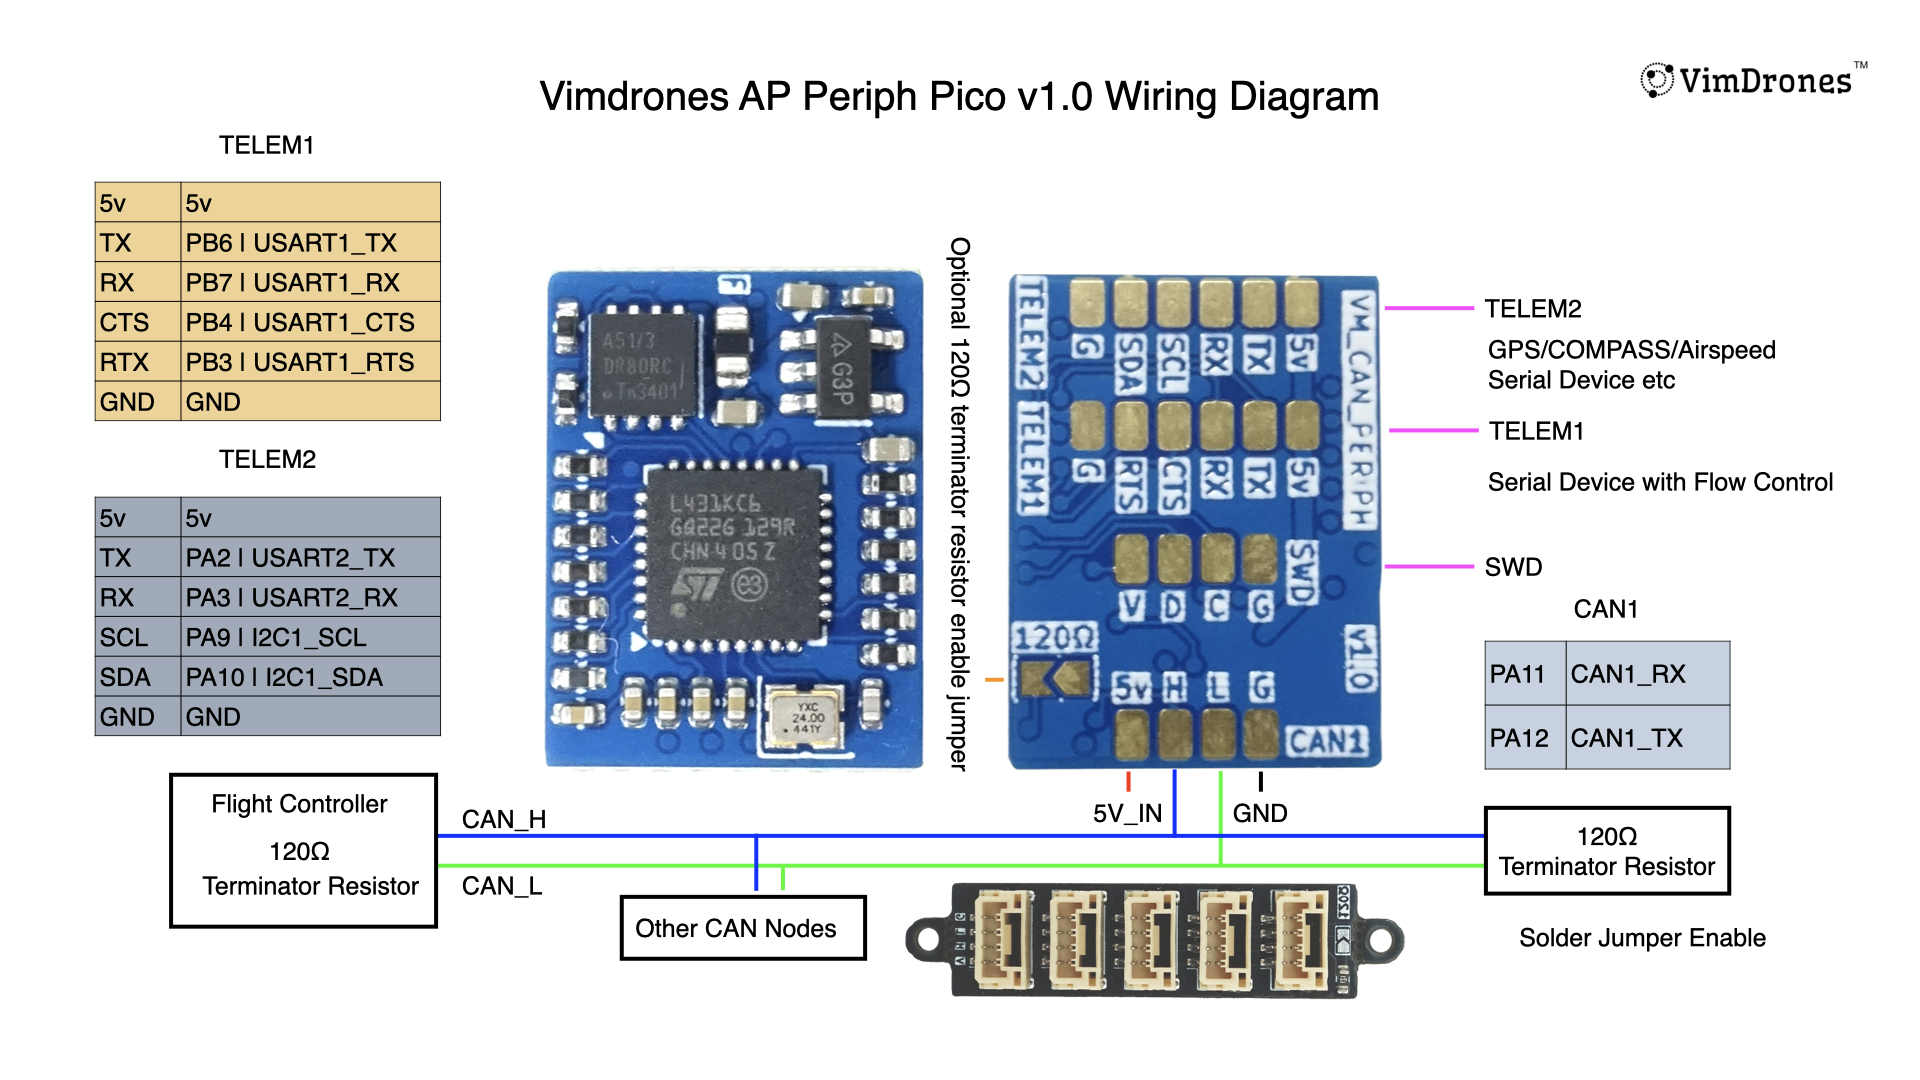 VimDrones™
Vimdrones AP Periph Pico v1.0 Wiring Diagram
TELEM1
5v 5v
TX PB6 | USART1_TX
RX PB7 | USART1_RX
CTS PB4 | USART1_CTS
RTX PB3 | USART1_RTS
GND GND
TELEM2
5v 5v
TX PA2 | USART2_TX
RX PA3 | USART2_RX
SCL PA9 | I2C1_SCL
SDA PA10 | I2C1_SDA
GND GND
F
A51/3
DR80RC
G3P
L431KC6
GQ22G 129R
CHN 405 Z
ST e3
YXC
24.00
441Y
Optional 120Ω terminator resistor enable jumper
TELEM2
G SDA SCL RX TX 5v
TELEM1
G RTS CTS RX TX 5v
VM_CAN_PERIPH
SWD
V D C G
v1.0
120Ω
5v H L G
CAN1
TELEM2
GPS/COMPASS/Airspeed
Serial Device etc
TELEM1
Serial Device with Flow Control
SWD
CAN1
PA11 CAN1_RX
PA12 CAN1_TX
5V_IN
GND
Flight Controller
120Ω
Terminator Resistor
CAN_H
CAN_L
Other CAN Nodes
120Ω
Terminator Resistor
Solder Jumper Enable
G
L
H
V